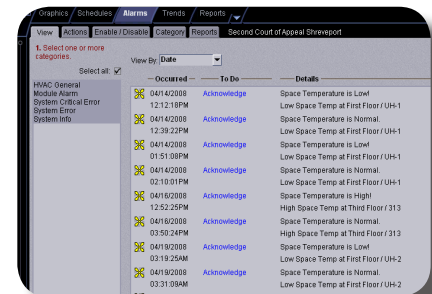 Graphics Schedules Alarms Trends Reports
View Actions Enable / Disable Category Reports Second Court of Appeal Shreveport
1. Select one or more
categories.
View By: Date
Select all:
Occurred To Do Details
HVAC General
Module Alarm
System Critical Error
System Error
System Info
04/14/2008 Acknowledge Space Temperature is Low!
12:12:18PM Low Space Temp at First Floor / UH-1
04/14/2008 Acknowledge Space Temperature is Normal.
12:39:22PM Low Space Temp at First Floor / UH-1
04/14/2008 Acknowledge Space Temperature is Low!
01:51:08PM Low Space Temp at First Floor / UH-1
04/14/2008 Acknowledge Space Temperature is Normal.
02:10:01PM Low Space Temp at First Floor / UH-1
04/16/2008 Acknowledge Space Temperature is High!
12:52:25PM High Space Temp at Third Floor / 313
04/16/2008 Acknowledge Space Temperature is Normal.
03:50:24PM High Space Temp at Third Floor / 313
04/19/2008 Acknowledge Space Temperature is Low!
03:19:25AM Low Space Temp at First Floor / UH-2
04/19/2008 Acknowledge Space Temperature is Normal.
03:31:09AM Low Space Temp at First Floor / UH-2